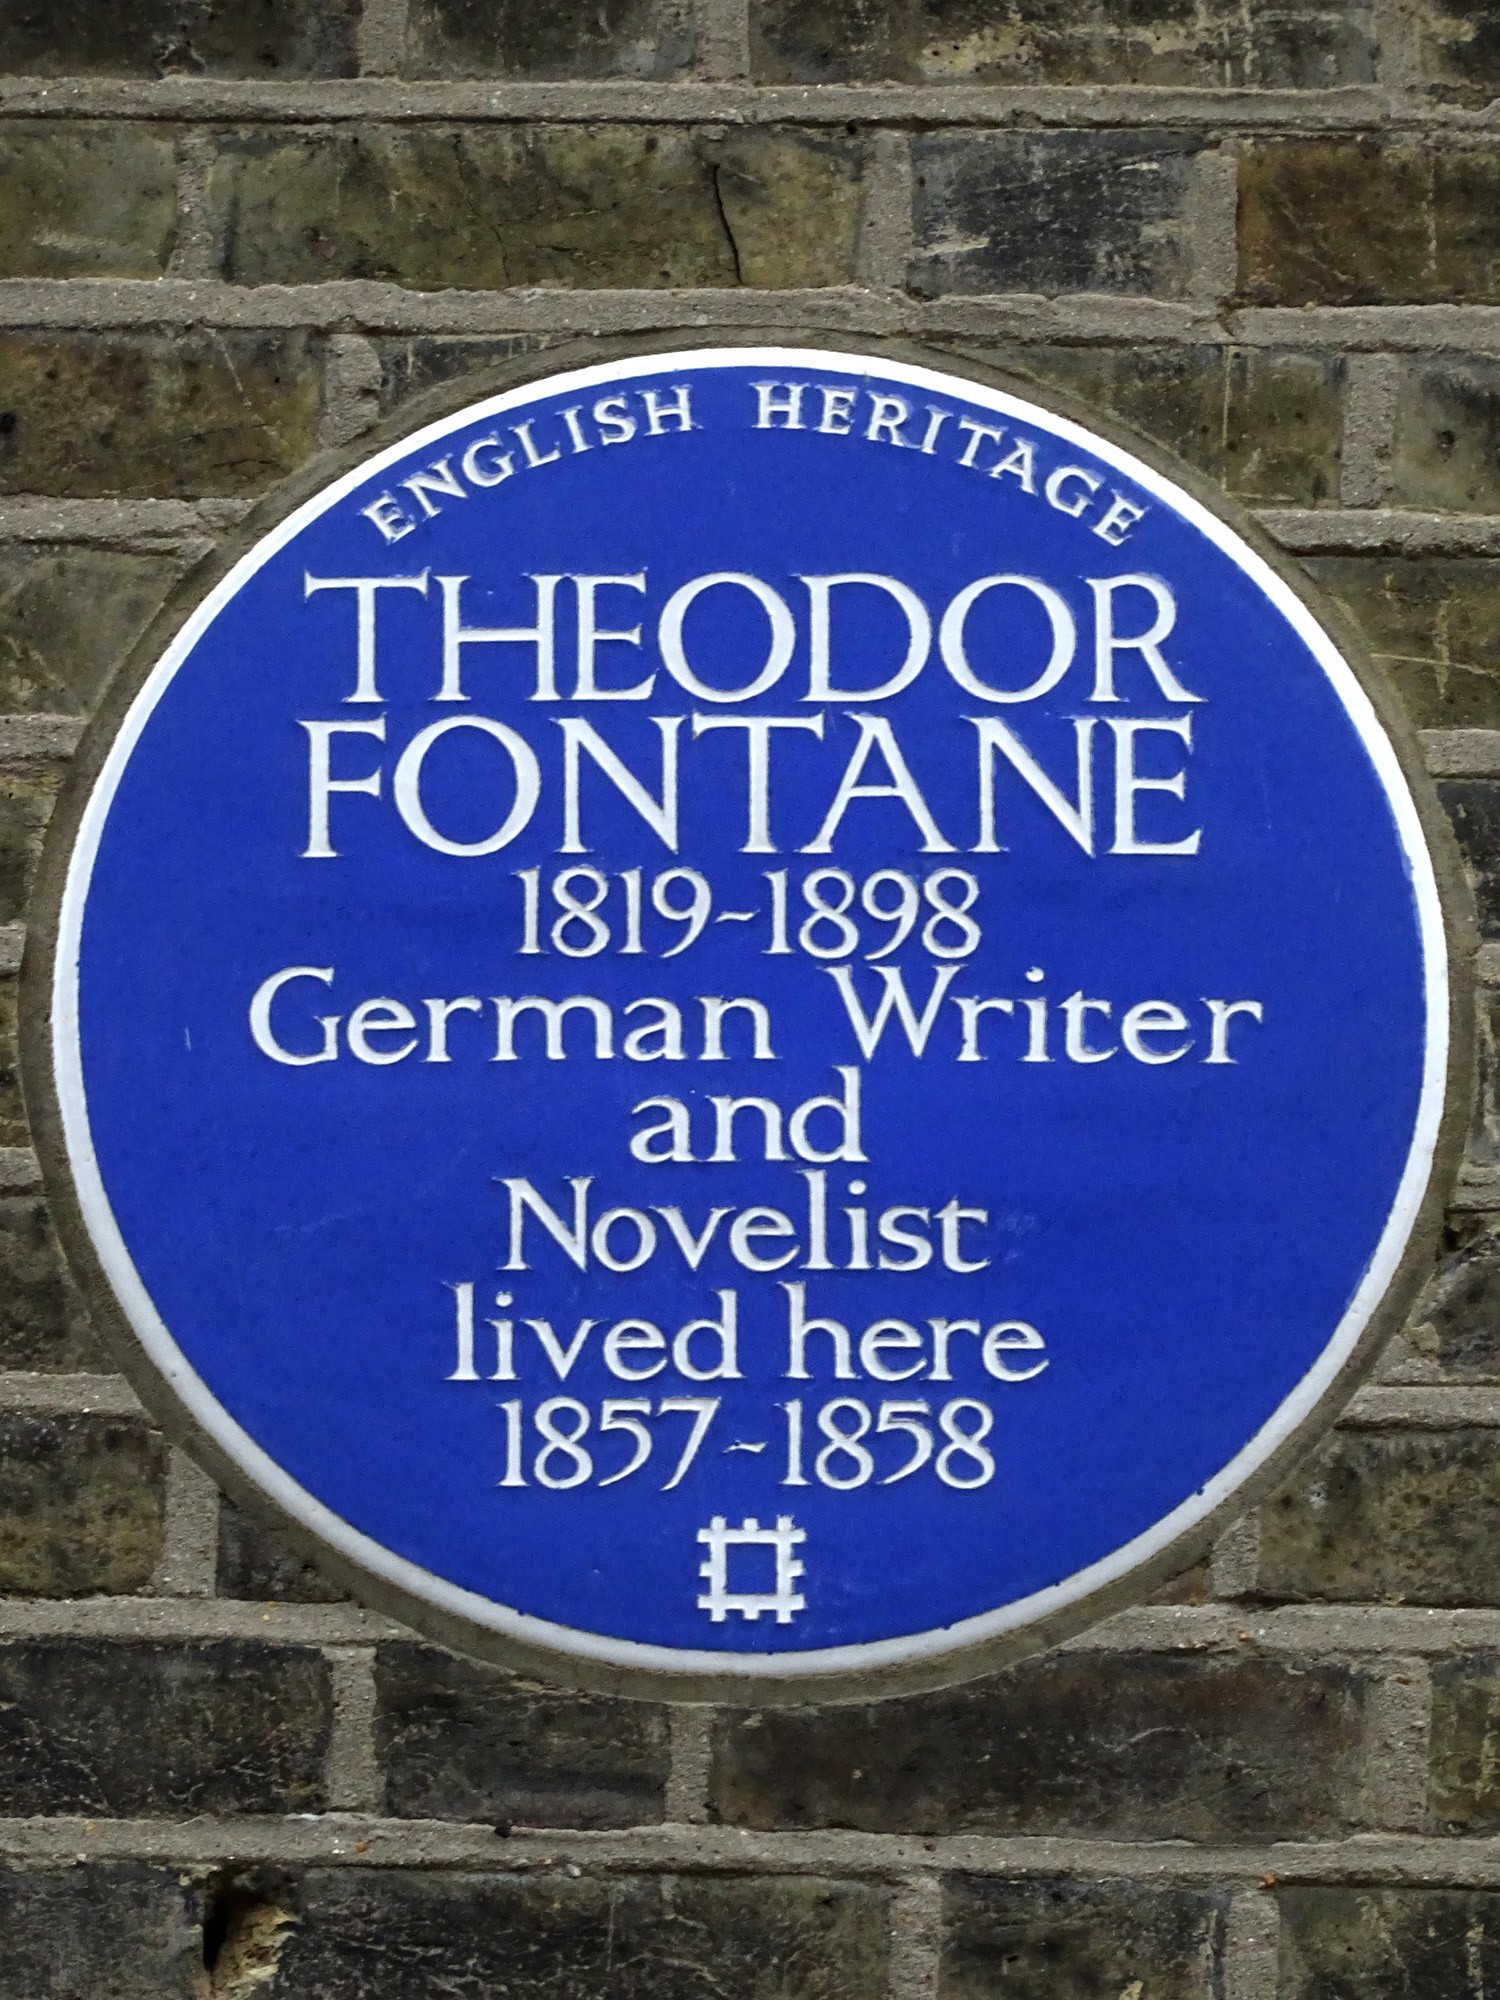 ENGLISH HERITAGE
THEODOR
FONTANE
1819~1898
German Writer
and
Novelist
lived here
1857~1858